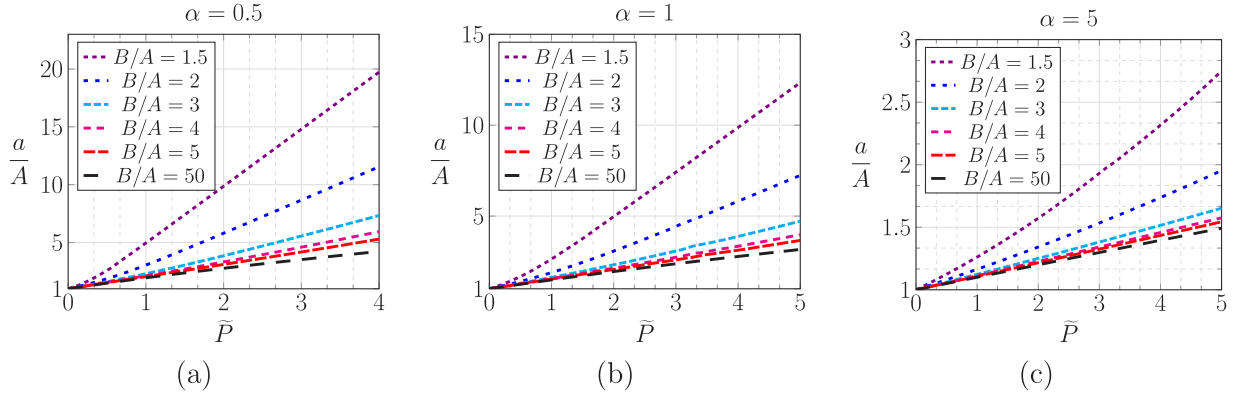 α = 0.5
B/A = 1.5
B/A = 2
B/A = 3
B/A = 4
B/A = 5
B/A = 50
20
15
10
5
1
a
A
0
1
2
3
4
P̃
(a)
α = 1
B/A = 1.5
B/A = 2
B/A = 3
B/A = 4
B/A = 5
B/A = 50
15
10
5
1
a
A
0
1
2
3
4
5
P̃
(b)
α = 5
B/A = 1.5
B/A = 2
B/A = 3
B/A = 4
B/A = 5
B/A = 50
3
2.5
2
1.5
1
a
A
0
1
2
3
4
5
P̃
(c)